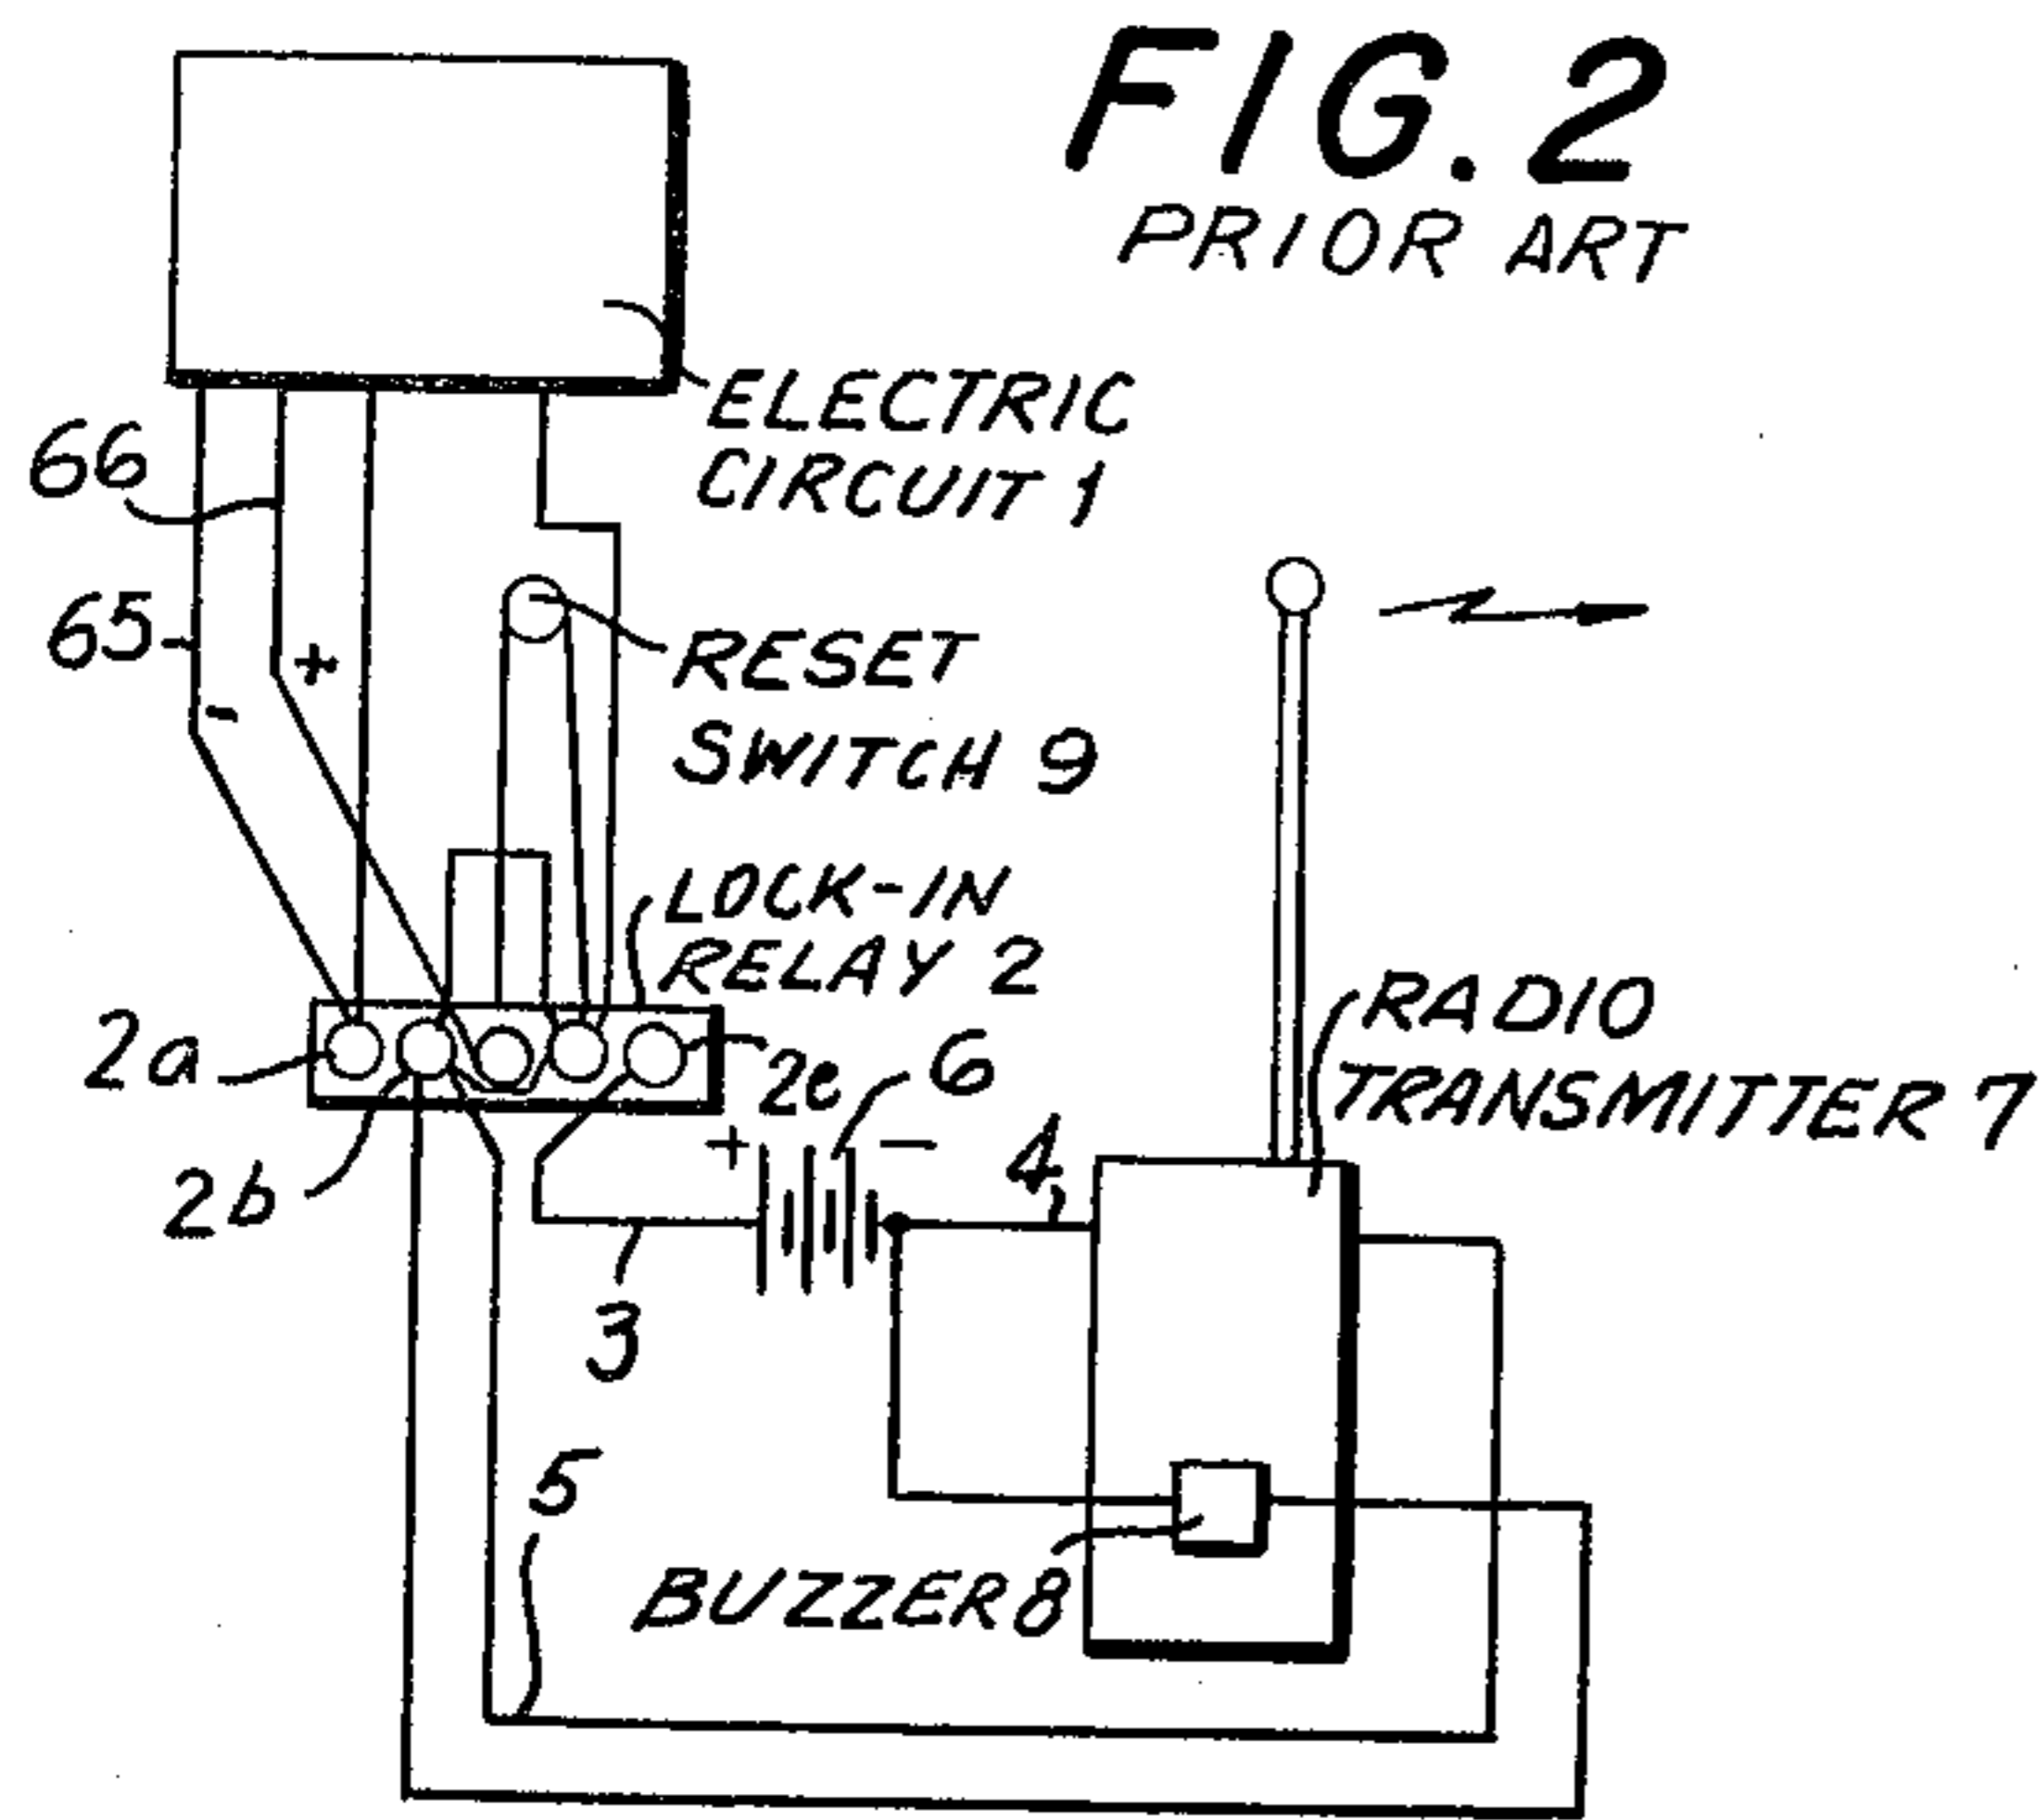 FIG. 2
PRIOR ART
ELECTRIC
CIRCUIT 1
66
65
+
-
RESET
SWITCH 9
LOCK-IN
RELAY 2
2a
2e
6
2b
+
-
4
RADIO
TRANSMITTER 7
3
5
BUZZER 8